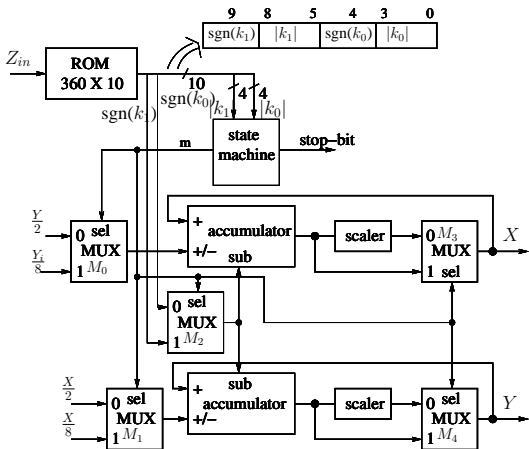 9 8 5 4 3 0
sgn(k₁) |k₁| sgn(k₀) |k₀|
Z_in
ROM
360 X 10
10
sgn(k₀)
sgn(k₁)
4 4
|k₁| |k₀|
state
machine
m
stop-bit
Y/2
Y_i/8
0 sel
MUX
1 M₀
+
accumulator
+/-
sub
scaler
0 M₃
MUX
1 sel
X
0 sel
MUX
1 M₂
X/2
X/8
0 sel
MUX
1 M₁
+
sub
accumulator
+/-
scaler
0 sel
MUX
1 M₄
Y